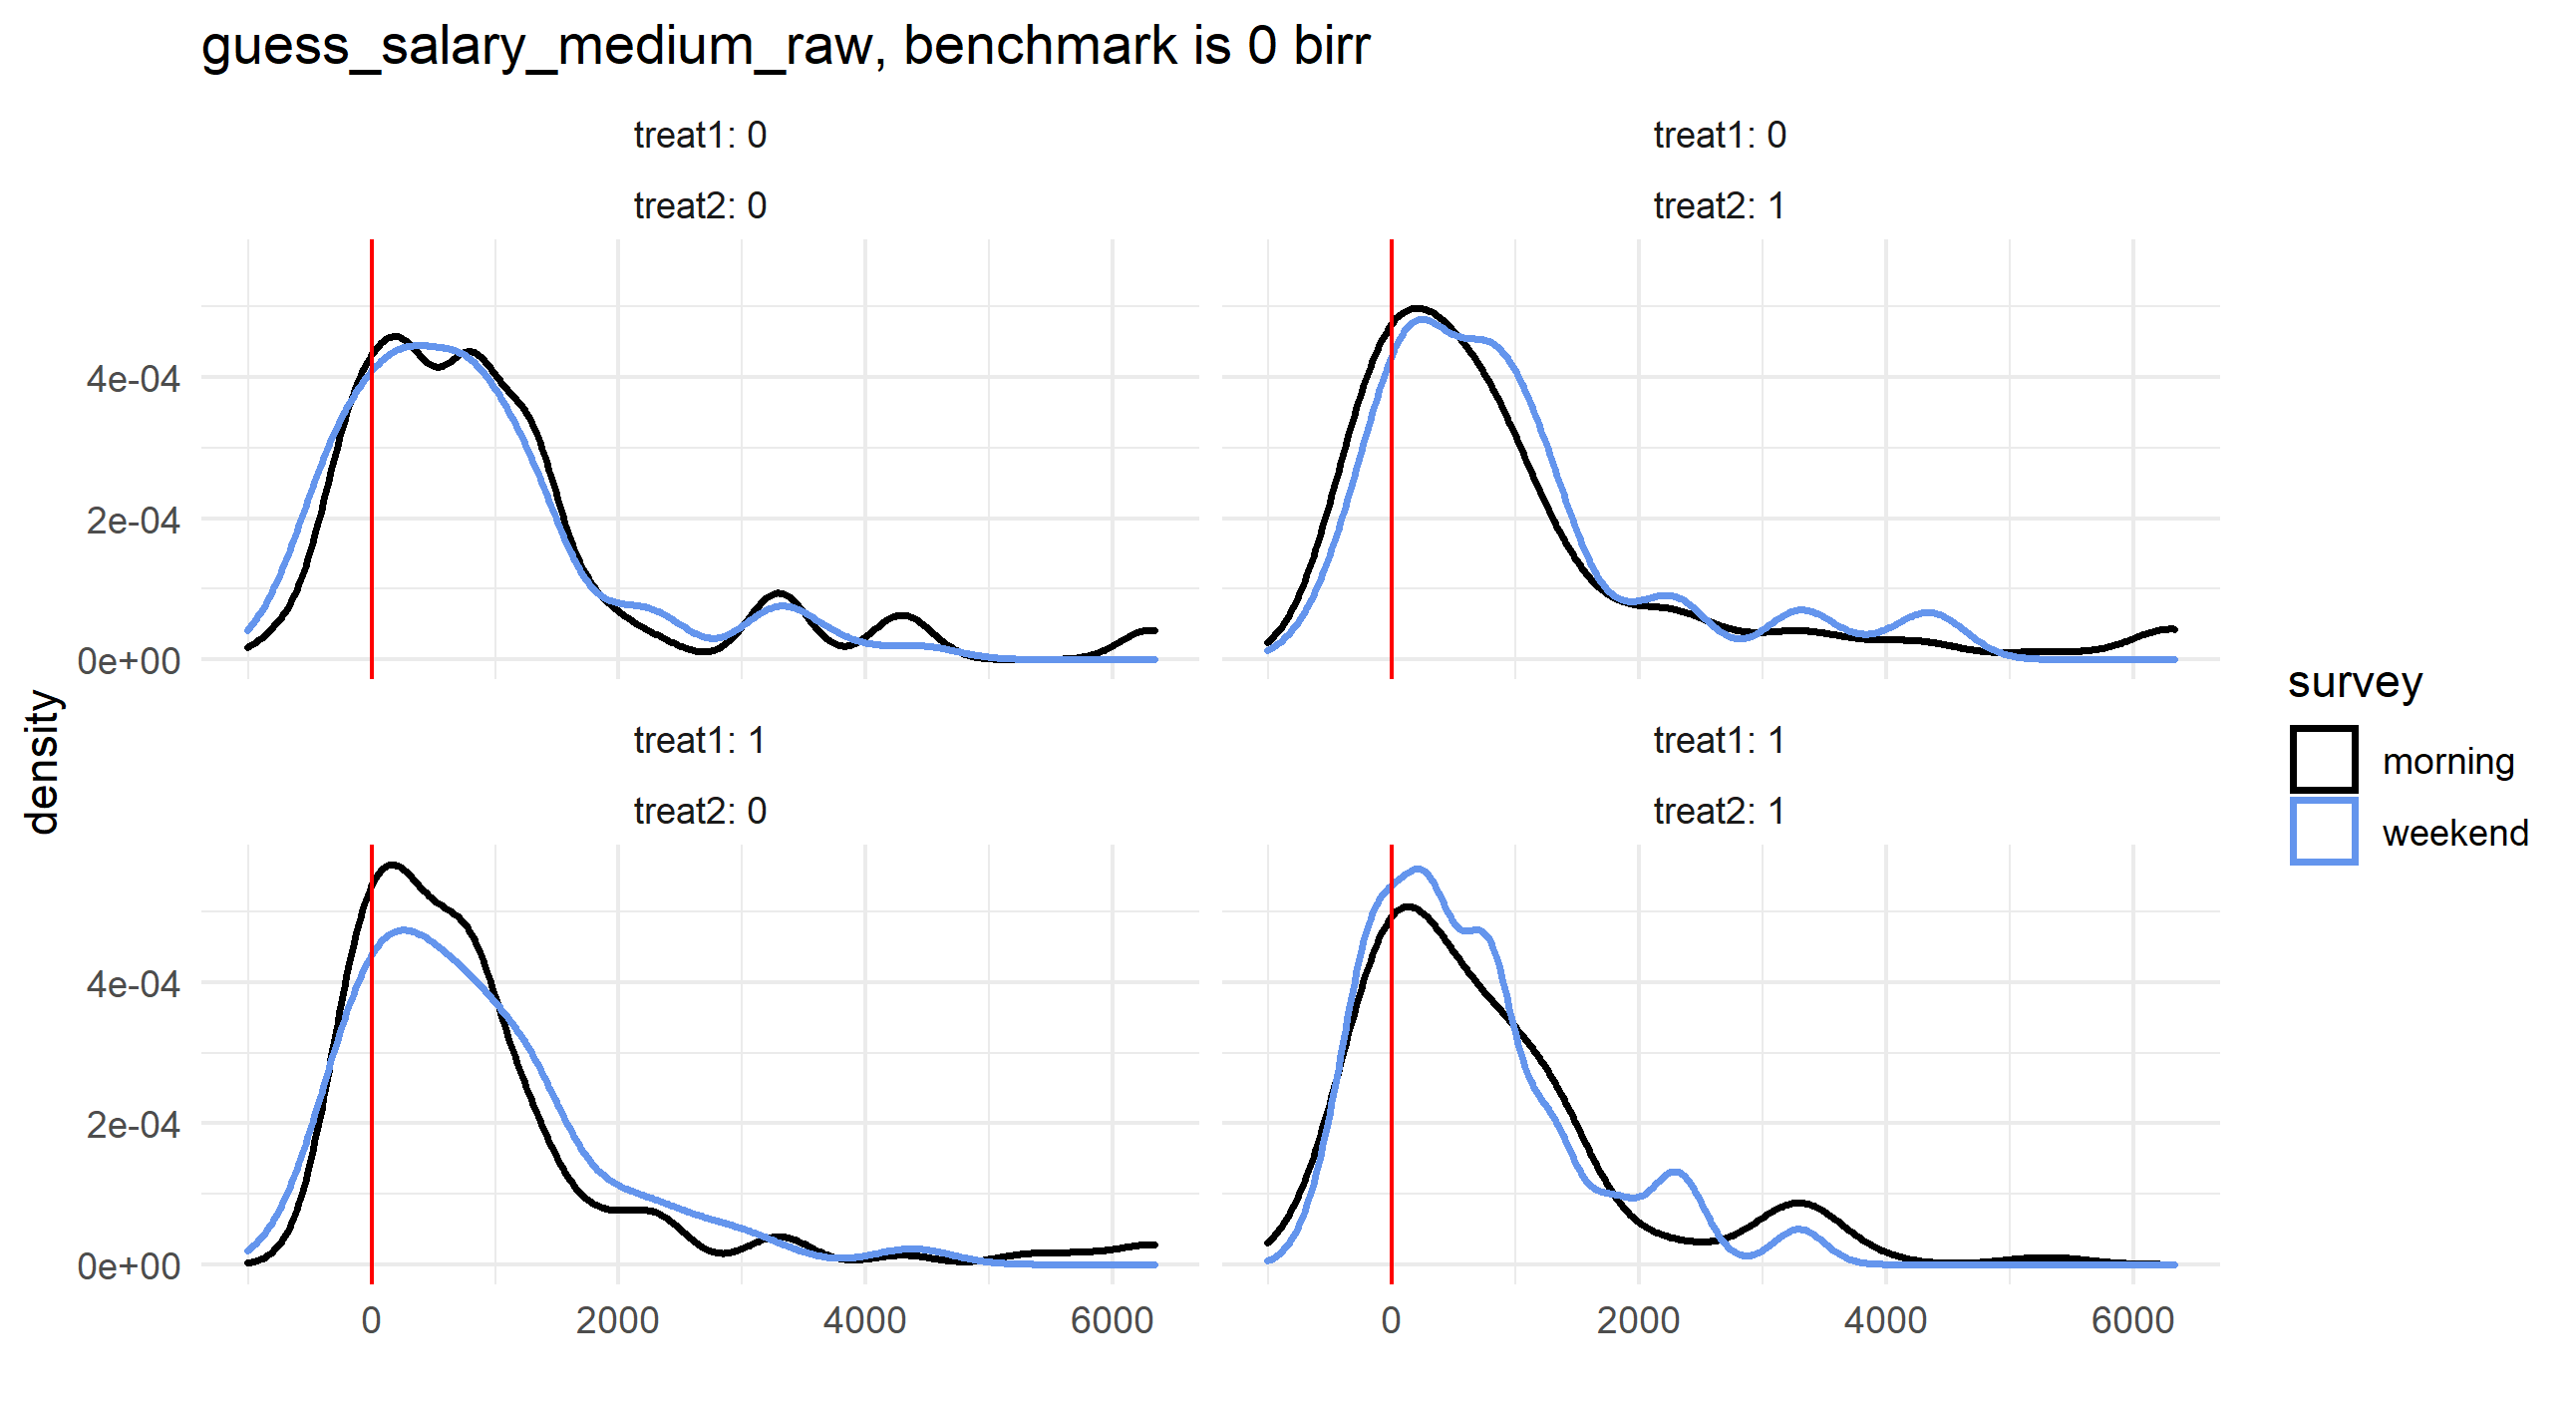 guess_salary_medium_raw, benchmark is 0 birr
treat1: 0
treat2: 0
treat1: 0
treat2: 1
4e-04
2e-04
0e+00
density
treat1: 1
treat2: 0
treat1: 1
treat2: 1
4e-04
2e-04
0e+00
0 2000 4000 6000
0 2000 4000 6000
survey
morning
weekend